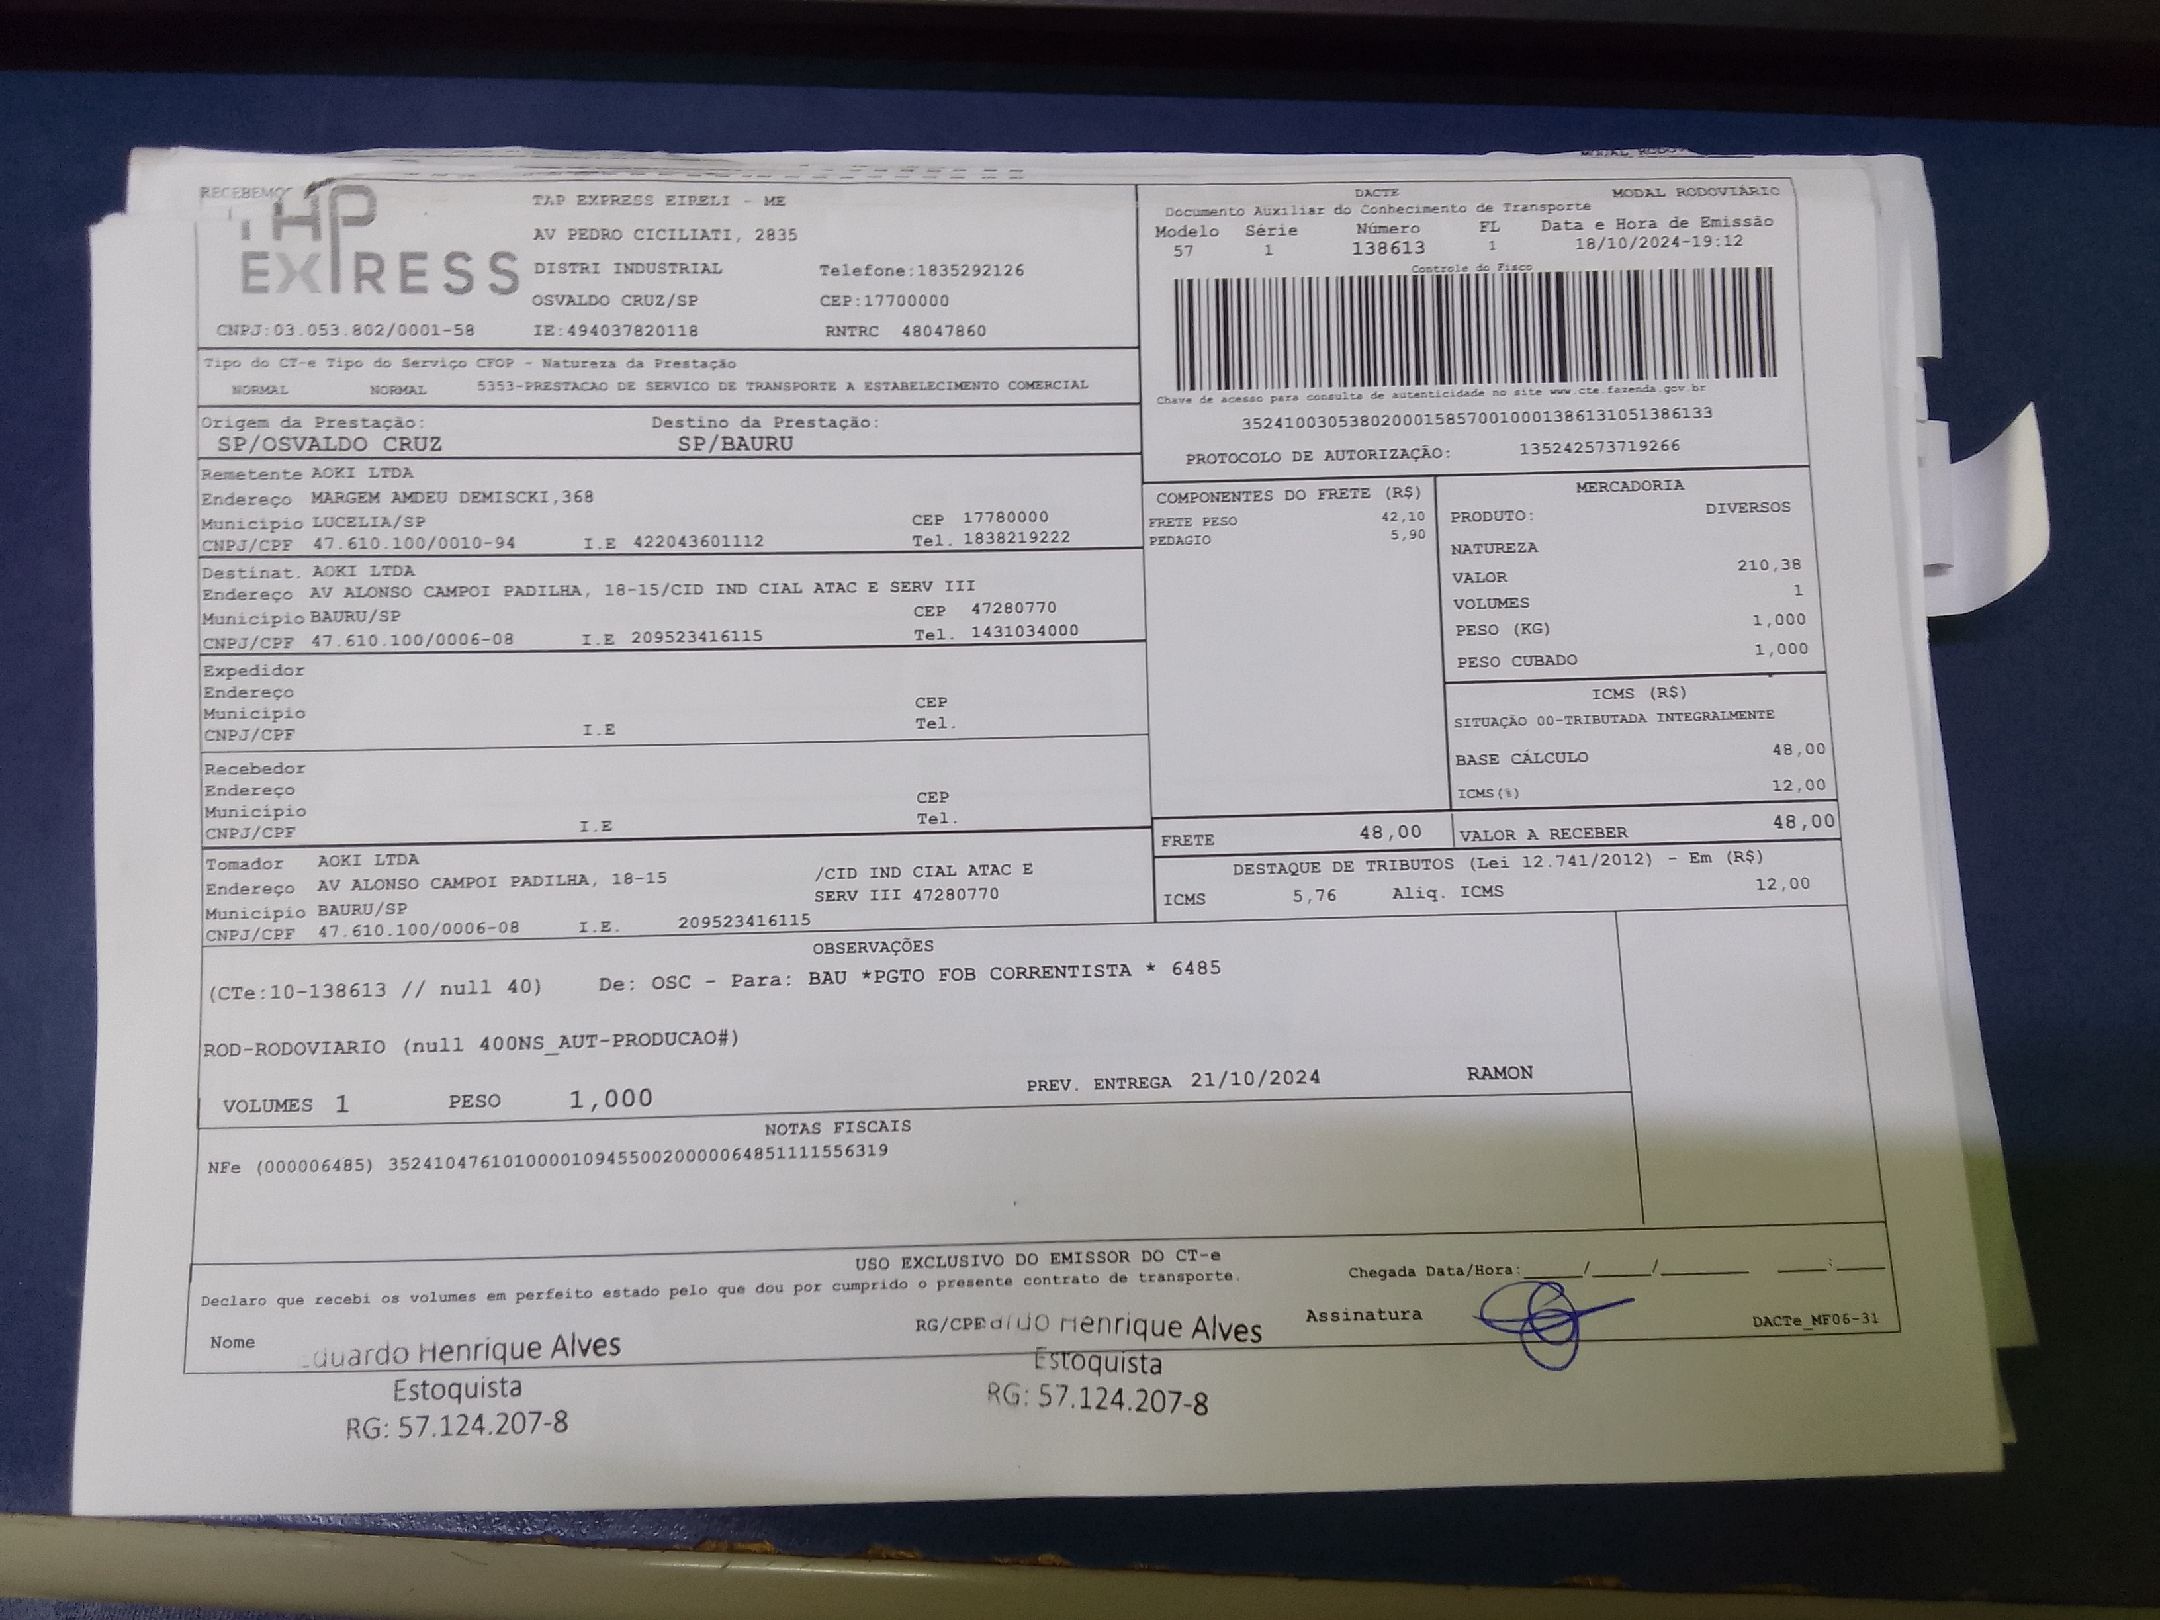 TAP EXPRESS EIRELI - ME
TAP
EXPRESS
AV PEDRO CICILIATI, 2835
DISTRI INDUSTRIAL Telefone:1835292126
OSVALDO CRUZ/SP CEP:17700000
CNPJ:03.053.802/0001-58 IE:494037820118 RNTRC 48047860
DACTE MODAL RODOVIÁRIO
Documento Auxiliar do Conhecimento de Transporte
Modelo Série Número FL Data e Hora de Emissão
57 1 138613 1 18/10/2024-19:12
Controle do Fisco
Chave de acesso para consulta de autenticidade no site www.cte.fazenda.gov.br
35241003053802000158570010001386131051386133
PROTOCOLO DE AUTORIZAÇÃO: 135242573719266
Tipo do CT-e Tipo do Serviço CFOP - Natureza da Prestação
NORMAL NORMAL 5353-PRESTACAO DE SERVICO DE TRANSPORTE A ESTABELECIMENTO COMERCIAL
Origem da Prestação: Destino da Prestação:
SP/OSVALDO CRUZ SP/BAURU
Remetente AOKI LTDA
Endereço MARGEM AMDEU DEMISCKI,368
Município LUCELIA/SP CEP 17780000
CNPJ/CPF 47.610.100/0010-94 I.E 422043601112 Tel. 1838219222
Destinat. AOKI LTDA
Endereço AV ALONSO CAMPOI PADILHA, 18-15/CID IND CIAL ATAC E SERV III
Município BAURU/SP CEP 47280770
CNPJ/CPF 47.610.100/0006-08 I.E 209523416115 Tel. 1431034000
Expedidor
Endereço
Município CEP
CNPJ/CPF I.E Tel.
Recebedor
Endereço
Município CEP
CNPJ/CPF I.E Tel.
Tomador AOKI LTDA
Endereço AV ALONSO CAMPOI PADILHA, 18-15 /CID IND CIAL ATAC E
SERV III 47280770
Município BAURU/SP
CNPJ/CPF 47.610.100/0006-08 I.E. 209523416115
COMPONENTES DO FRETE (R$)
FRETE PESO 42,10
PEDAGIO 5,90
MERCADORIA
PRODUTO: DIVERSOS
NATUREZA
VALOR 210,38
VOLUMES 1
PESO (KG) 1,000
PESO CUBADO 1,000
ICMS (R$)
SITUAÇÃO 00-TRIBUTADA INTEGRALMENTE
BASE CÁLCULO 48,00
ICMS(%) 12,00
FRETE 48,00 VALOR A RECEBER 48,00
DESTAQUE DE TRIBUTOS (Lei 12.741/2012) - Em (R$)
ICMS 5,76 Aliq. ICMS 12,00
OBSERVAÇÕES
(CTe:10-138613 // null 40) De: OSC - Para: BAU *PGTO FOB CORRENTISTA * 6485
ROD-RODOVIARIO (null 400NS_AUT-PRODUCAO#)
VOLUMES 1 PESO 1,000 PREV. ENTREGA 21/10/2024 RAMON
NOTAS FISCAIS
NFe (000006485) 35241047610100001094550020000064851111556319
USO EXCLUSIVO DO EMISSOR DO CT-e
Declaro que recebi os volumes em perfeito estado pelo que dou por cumprido o presente contrato de transporte.
Chegada Data/Hora:____/____/______ ___:___
Nome Eduardo Henrique Alves RG/CPF Henrique Alves Assinatura DACTe_MF06-31
Estoquista Estoquista
RG: 57.124.207-8 RG: 57.124.207-8